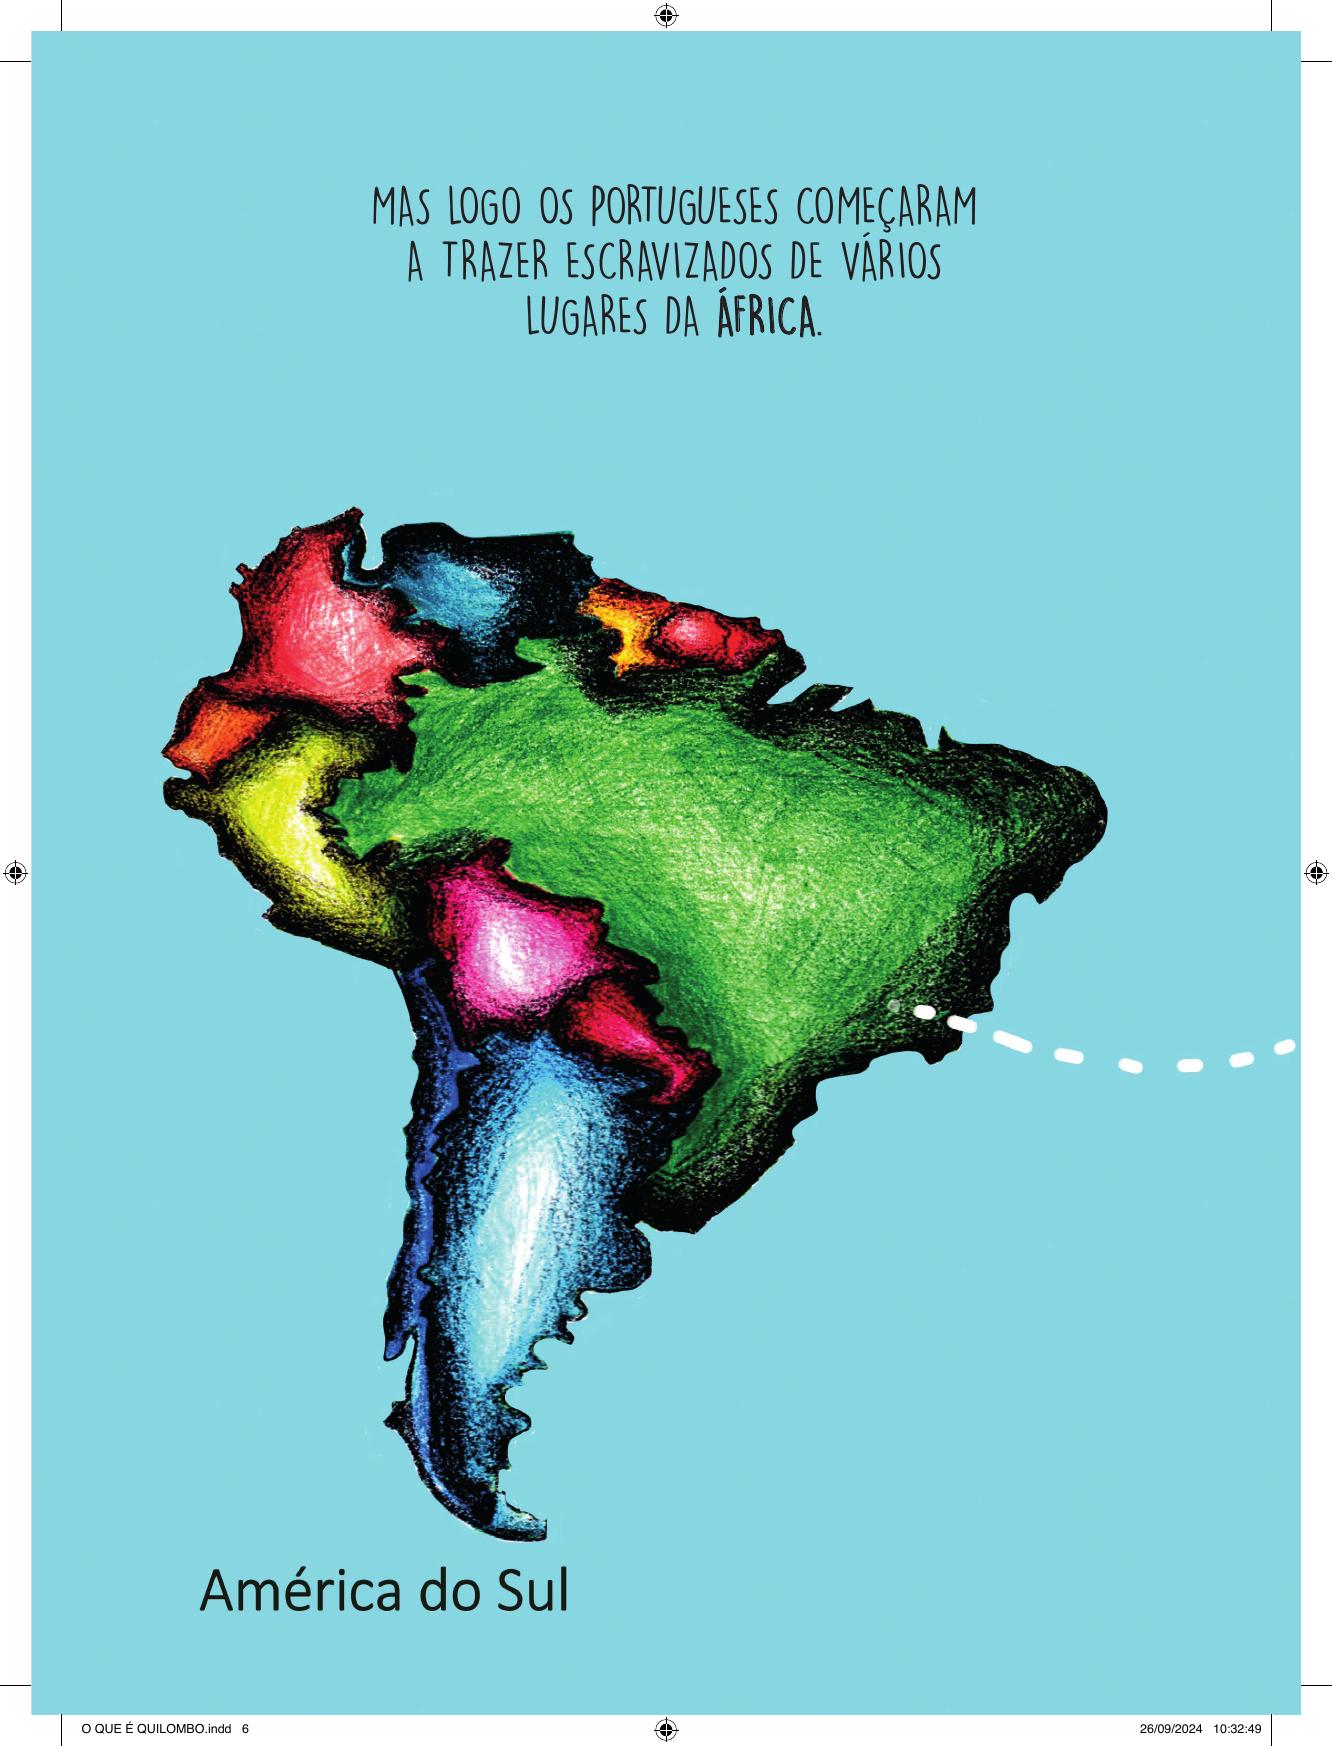 MAS LOGO OS PORTUGUESES COMEÇARAM
A TRAZER ESCRAVIZADOS DE VÁRIOS
LUGARES DA ÁFRICA.
América do Sul
O QUE É QUILOMBO.indd 6
26/09/2024 10:32:49